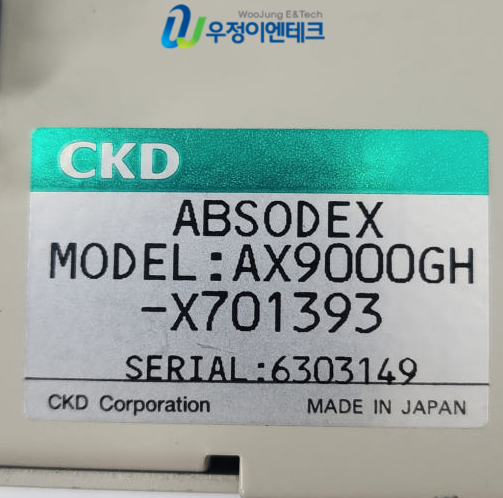 WooJung E&Tech
우정이엔테크
CKD
ABSODEX
MODEL:AX9000GH
-X701393
SERIAL:6303149
CKD Corporation MADE IN JAPAN